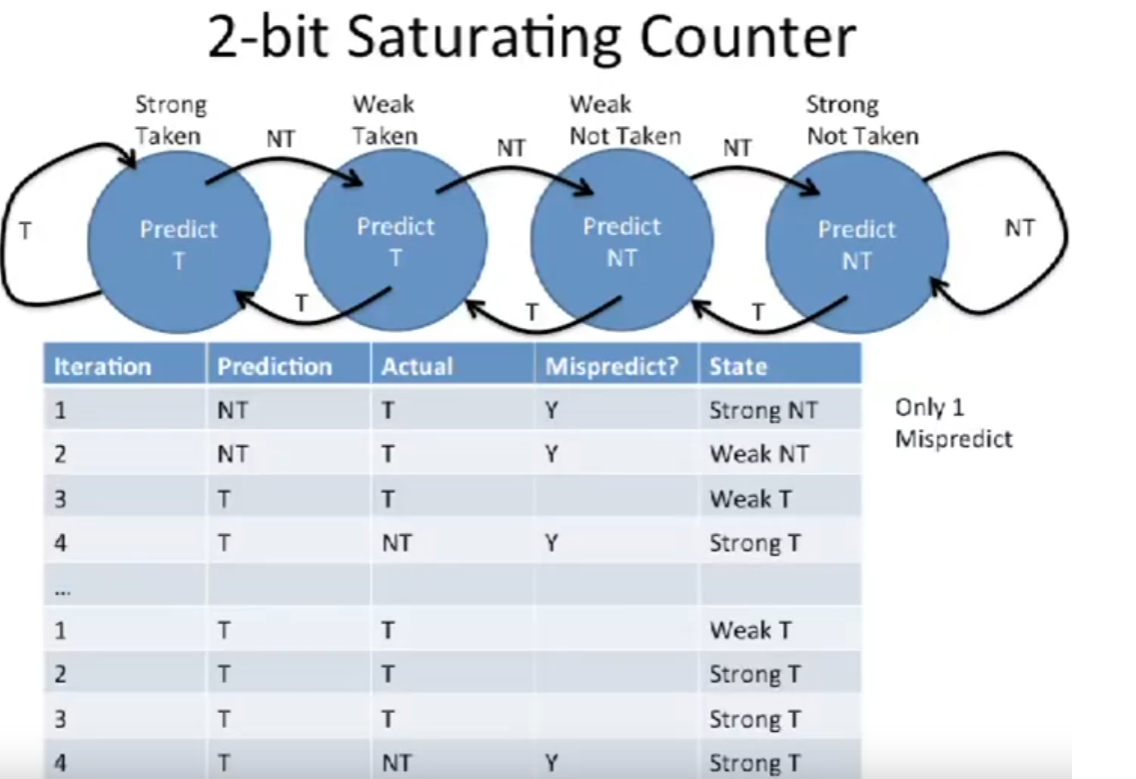 2-bit Saturating Counter
Strong
Taken
Weak
Taken
Weak
Not Taken
Strong
Not Taken
NT
NT
NT
T
Predict
T
Predict
T
Predict
NT
Predict
NT
NT
T
T
T
Iteration Prediction Actual Mispredict? State
1 NT T Y Strong NT
2 NT T Y Weak NT
3 T T Weak T
4 T NT Y Strong T
...
1 T T Weak T
2 T T Strong T
3 T T Strong T
4 T NT Y Strong T
Only 1
Mispredict